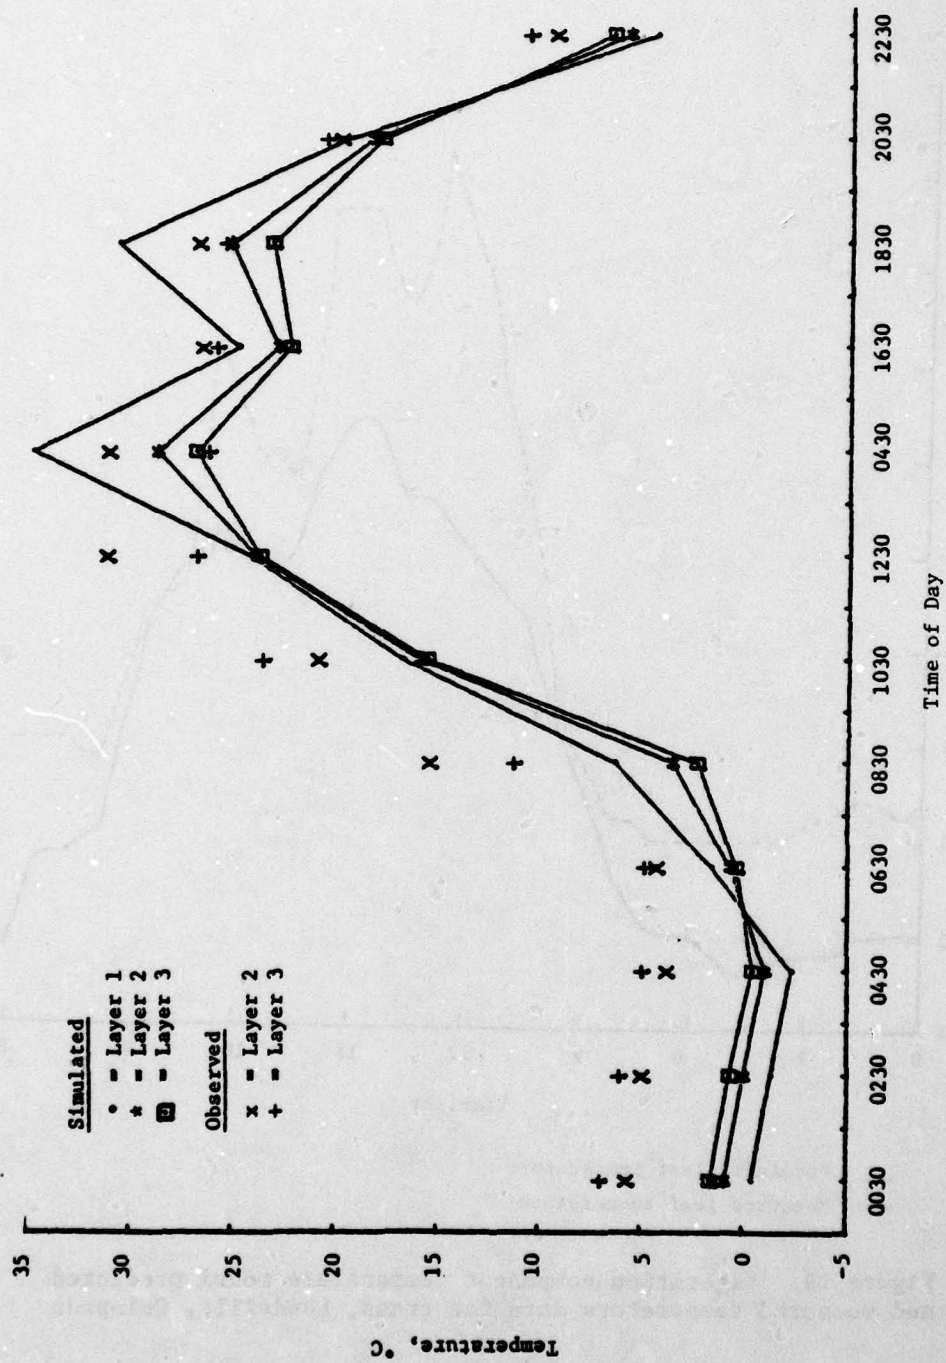 Simulated
• = Layer 1
* = Layer 2
⊡ = Layer 3
Observed
x = Layer 2
+ = Layer 3
Temperature, °C
35
30
25
20
15
10
5
0
-5
0030
0230
0430
0630
0830
1030
1230
0430
1630
1830
2030
2230
Time of Day